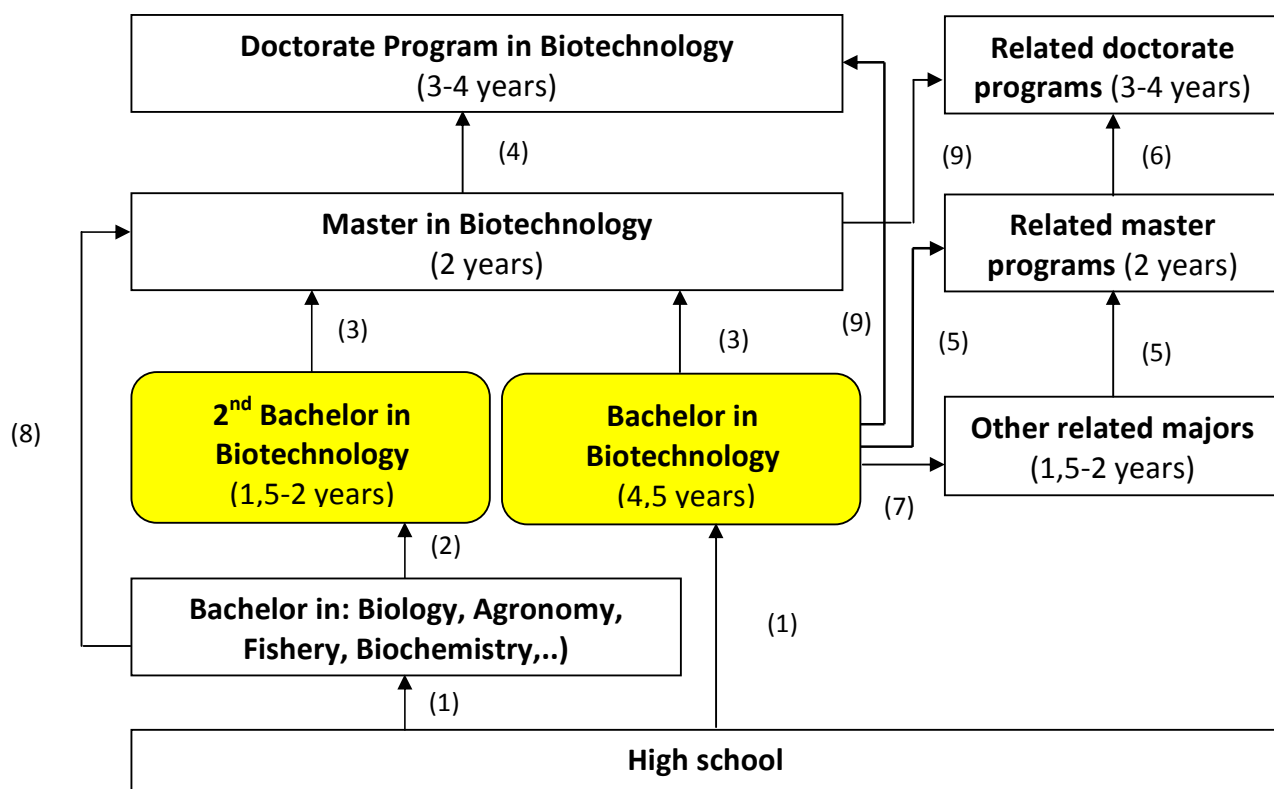 Doctorate Program in Biotechnology
(3-4 years)
Related doctorate
programs (3-4 years)
(4)
(9)
(6)
Master in Biotechnology
(2 years)
Related master
programs (2 years)
(3)
(3)
(9)
(5)
(5)
(8)
2nd Bachelor in
Biotechnology
(1,5-2 years)
Bachelor in
Biotechnology
(4,5 years)
Other related majors
(1,5-2 years)
(7)
(2)
Bachelor in: Biology, Agronomy,
Fishery, Biochemistry,..)
(1)
(1)
High school